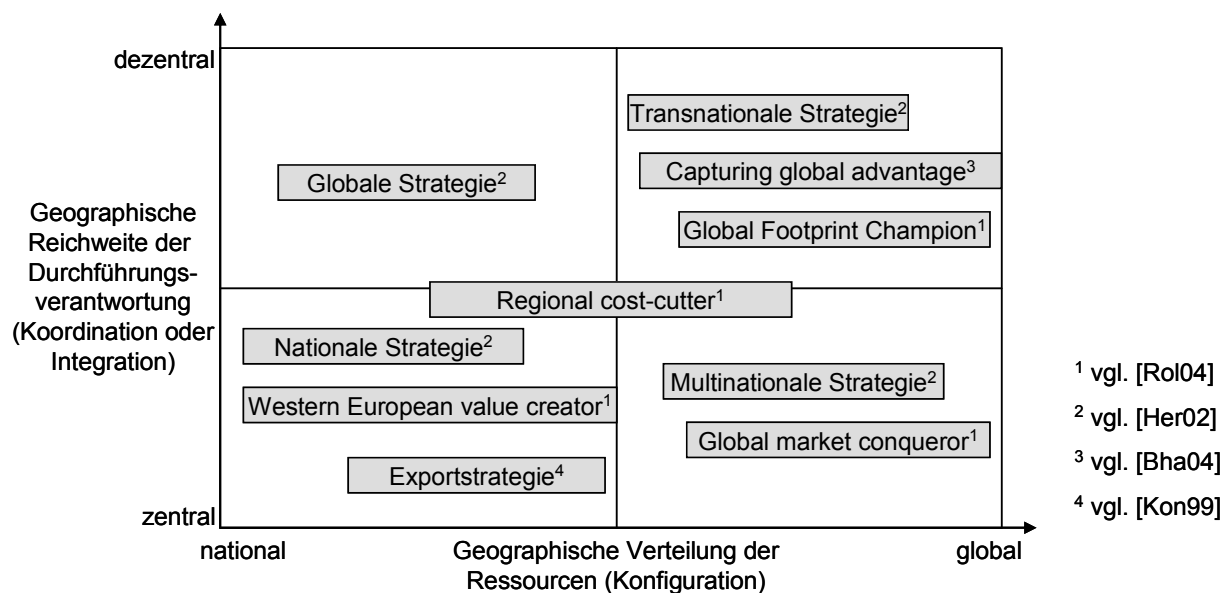 dezentral
Transnationale Strategie²
Capturing global advantage³
Globale Strategie²
Geographische
Reichweite der
Durchführungs-
verantwortung
(Koordination oder
Integration)
Global Footprint Champion¹
Regional cost-cutter¹
Nationale Strategie²
Multinationale Strategie²
Western European value creator¹
Global market conqueror¹
Exportstrategie⁴
¹ vgl. [Rol04]
² vgl. [Her02]
³ vgl. [Bha04]
⁴ vgl. [Kon99]
zentral
national
Geographische Verteilung der
Ressourcen (Konfiguration)
global